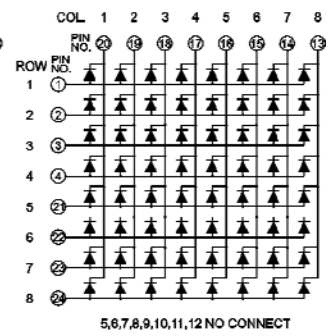 COL. 1 2 3 4 5 6 7 8
PIN NO. 20 19 18 17 16 15 14 13
ROW PIN NO.
1 1
2 2
3 3
4 4
5 21
6 22
7 23
8 24
5,6,7,8,9,10,11,12 NO CONNECT